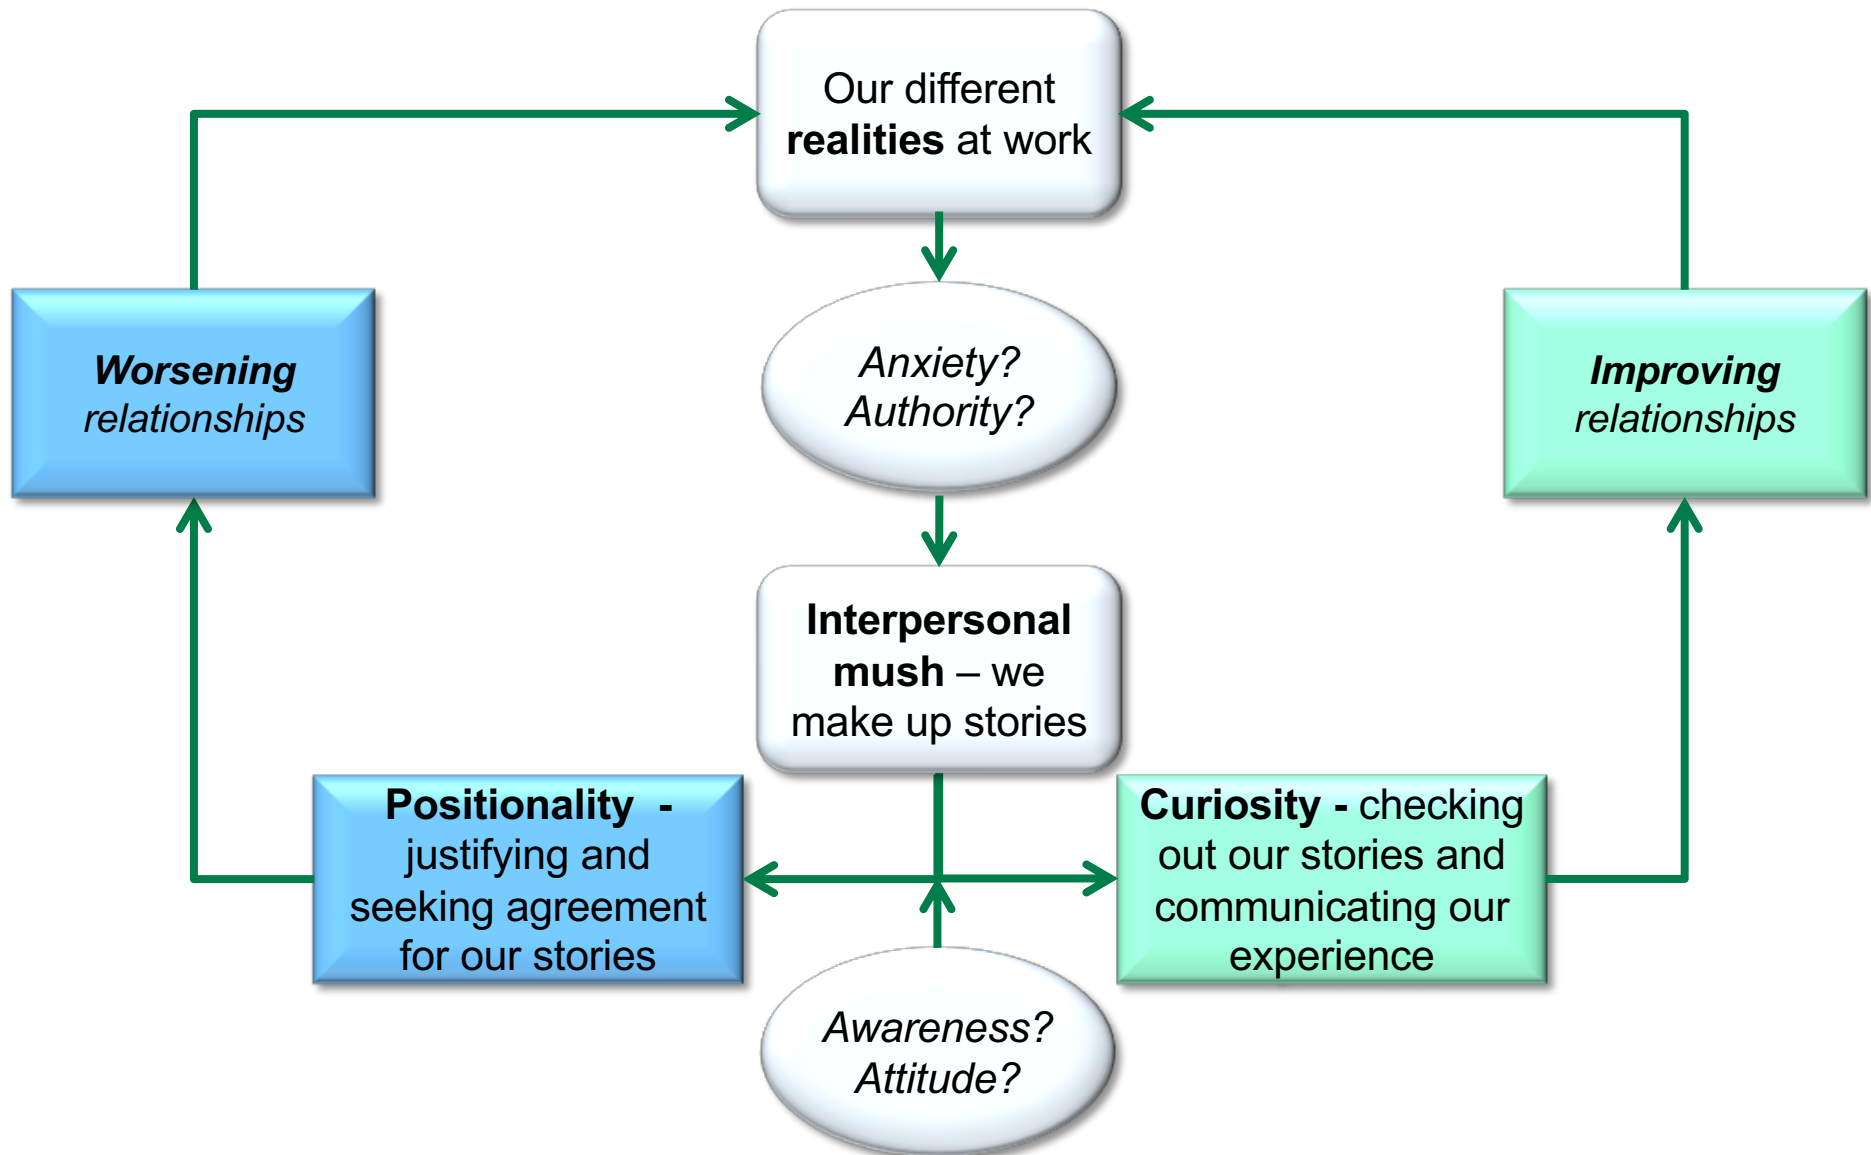 Our different
realities at work
Worsening
relationships
Anxiety?
Authority?
Improving
relationships
Interpersonal
mush – we
make up stories
Positionality  -
justifying and
seeking agreement
for our stories
Curiosity - checking
out our stories and
communicating our
experience
Awareness?
Attitude?